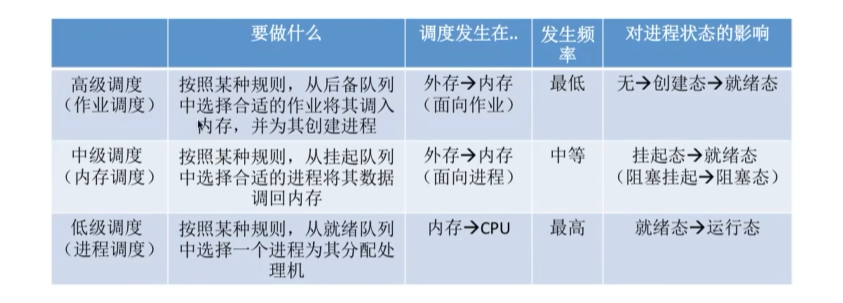 要做什么
调度发生在..
发生频
率
对进程状态的影响
高级调度
（作业调度）
按照某种规则，从后备队列
中选择合适的作业将其调入
内存，并为其创建进程
外存→内存
（面向作业）
最低
无→创建态→就绪态
中级调度
（内存调度）
按照某种规则，从挂起队列
中选择合适的进程将其数据
调回内存
外存→内存
（面向进程）
中等
挂起态→就绪态
（阻塞挂起→阻塞态）
低级调度
（进程调度）
按照某种规则，从就绪队列
中选择一个进程为其分配处
理机
内存→CPU
最高
就绪态→运行态